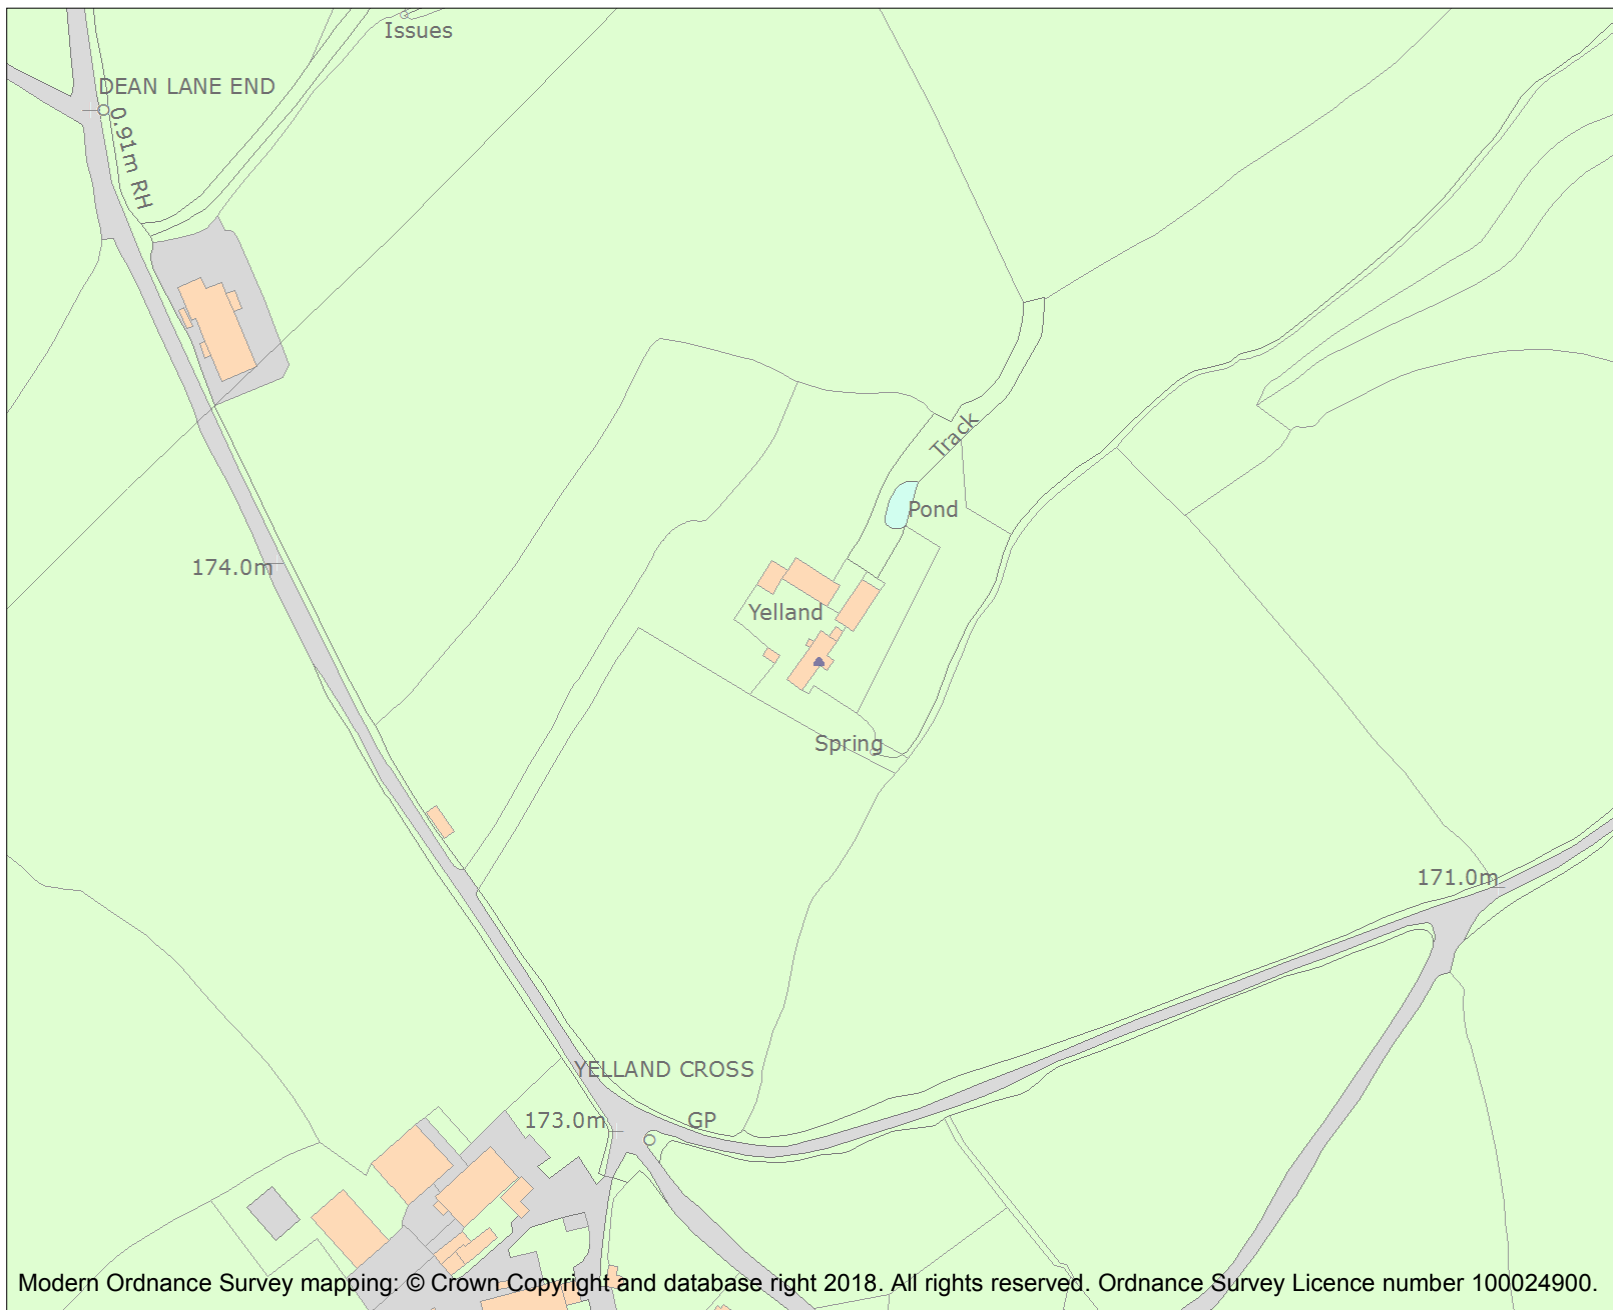 Issues
DEAN LANE END
0.91m RH
Track
Pond
174.0m
Yelland
Spring
171.0m
YELLAND CROSS
173.0m
GP
Modern Ordnance Survey mapping: © Crown Copyright and database right 2018. All rights reserved. Ordnance Survey Licence number 100024900.